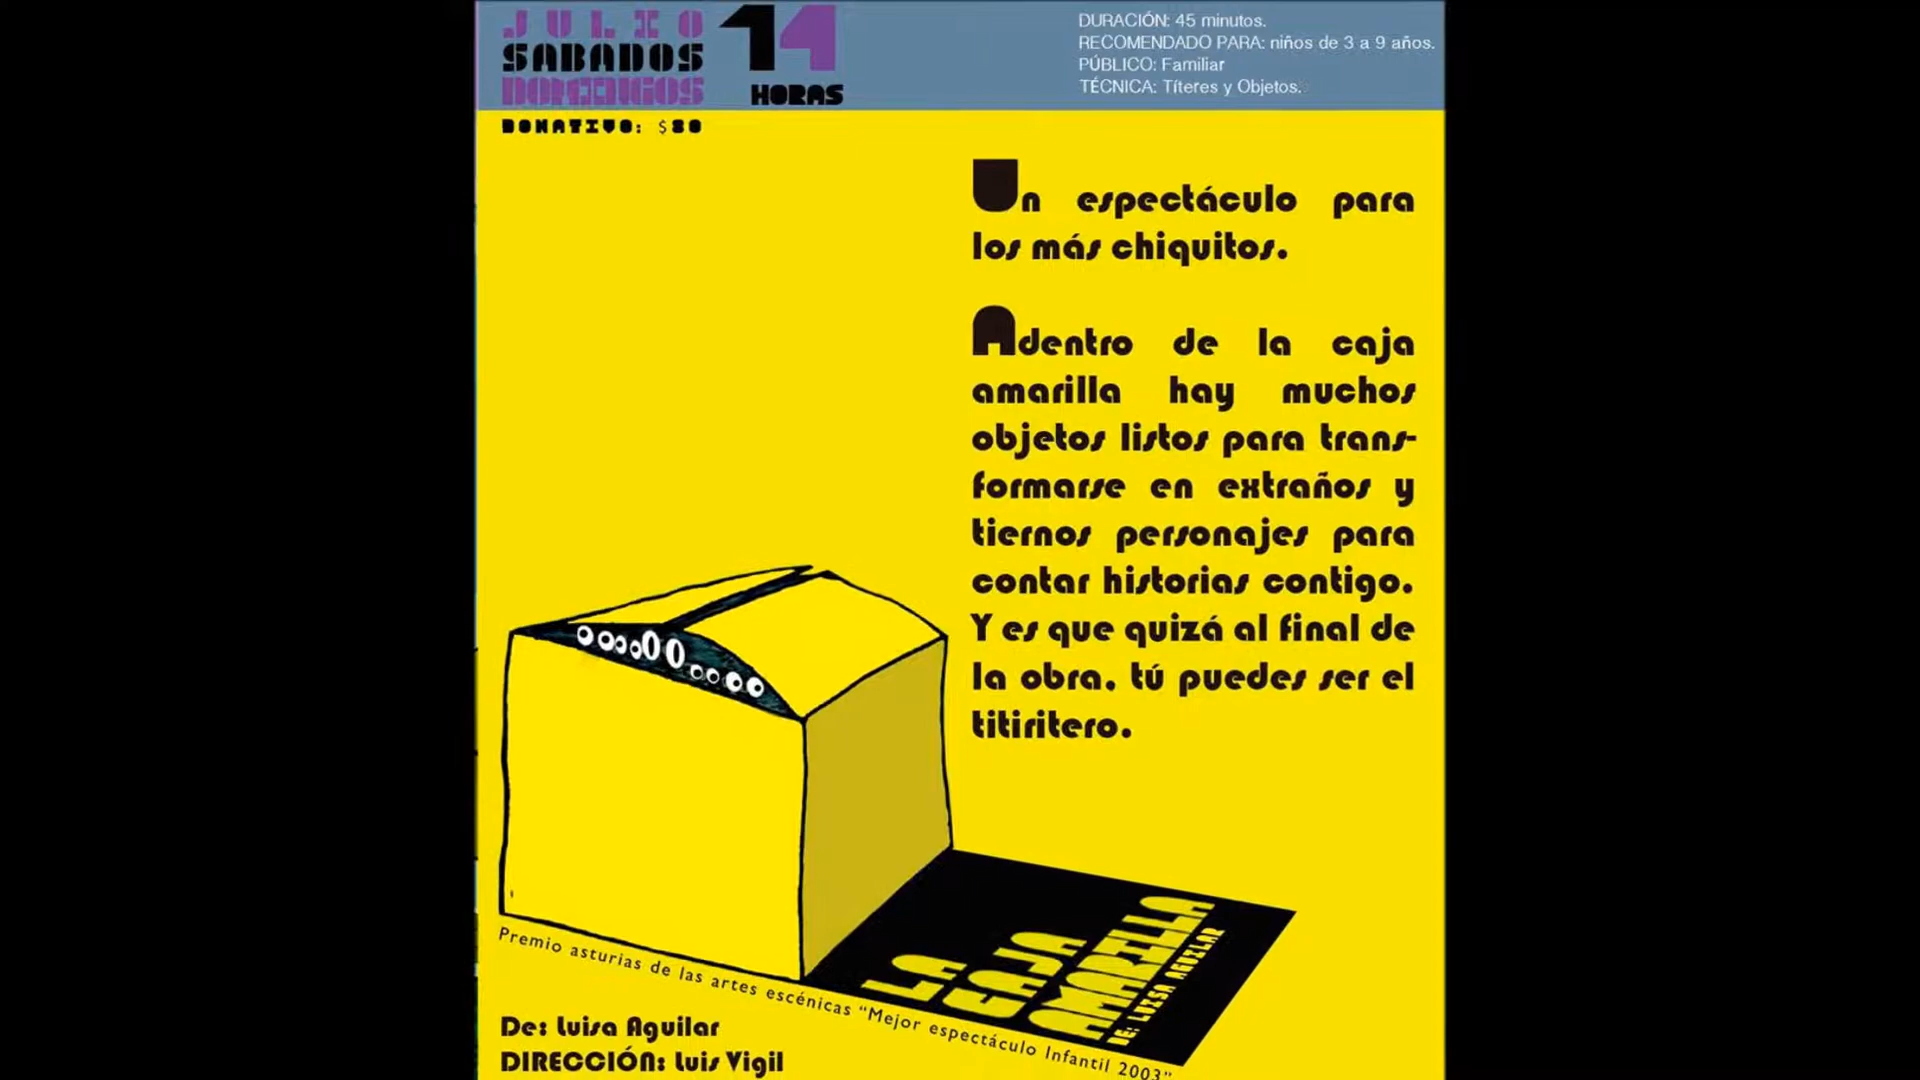 JULIO
SABADOS
DOMINGOS
14
HORAS
DONATIVO: $80
DURACIÓN: 45 minutos.
RECOMENDADO PARA: niños de 3 a 9 años.
PÚBLICO: Familiar
TÉCNICA: Títeres y Objetos.
Un espectáculo para
los más chiquitos.
Adentro de la caja
amarilla hay muchos
objetos listos para trans-
formarse en extraños y
tiernos personajes para
contar historias contigo.
Y es que quizá al final de
la obra, tú puedes ser el
titiritero.
LA
CAJA
AMARILLA
DE: LUISA AGUILAR
Premio asturias de las artes escénicas “Mejor espectáculo Infantil 2003”
De: Luisa Aguilar
DIRECCIÓN: Luis Vigil